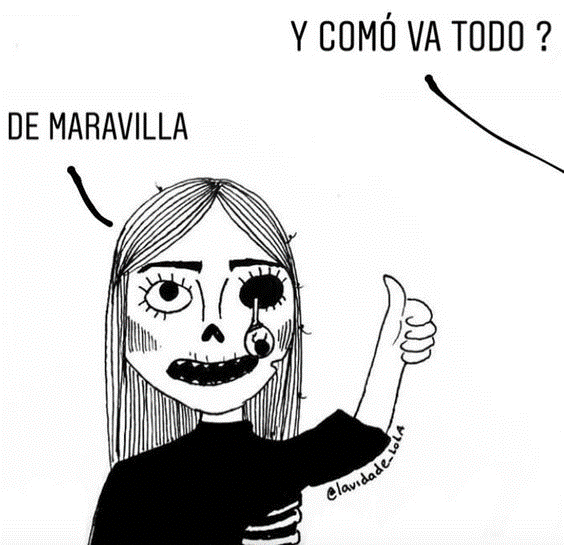 Y COMÓ VA TODO ?
DE MARAVILLA
@lavidade_LOLA